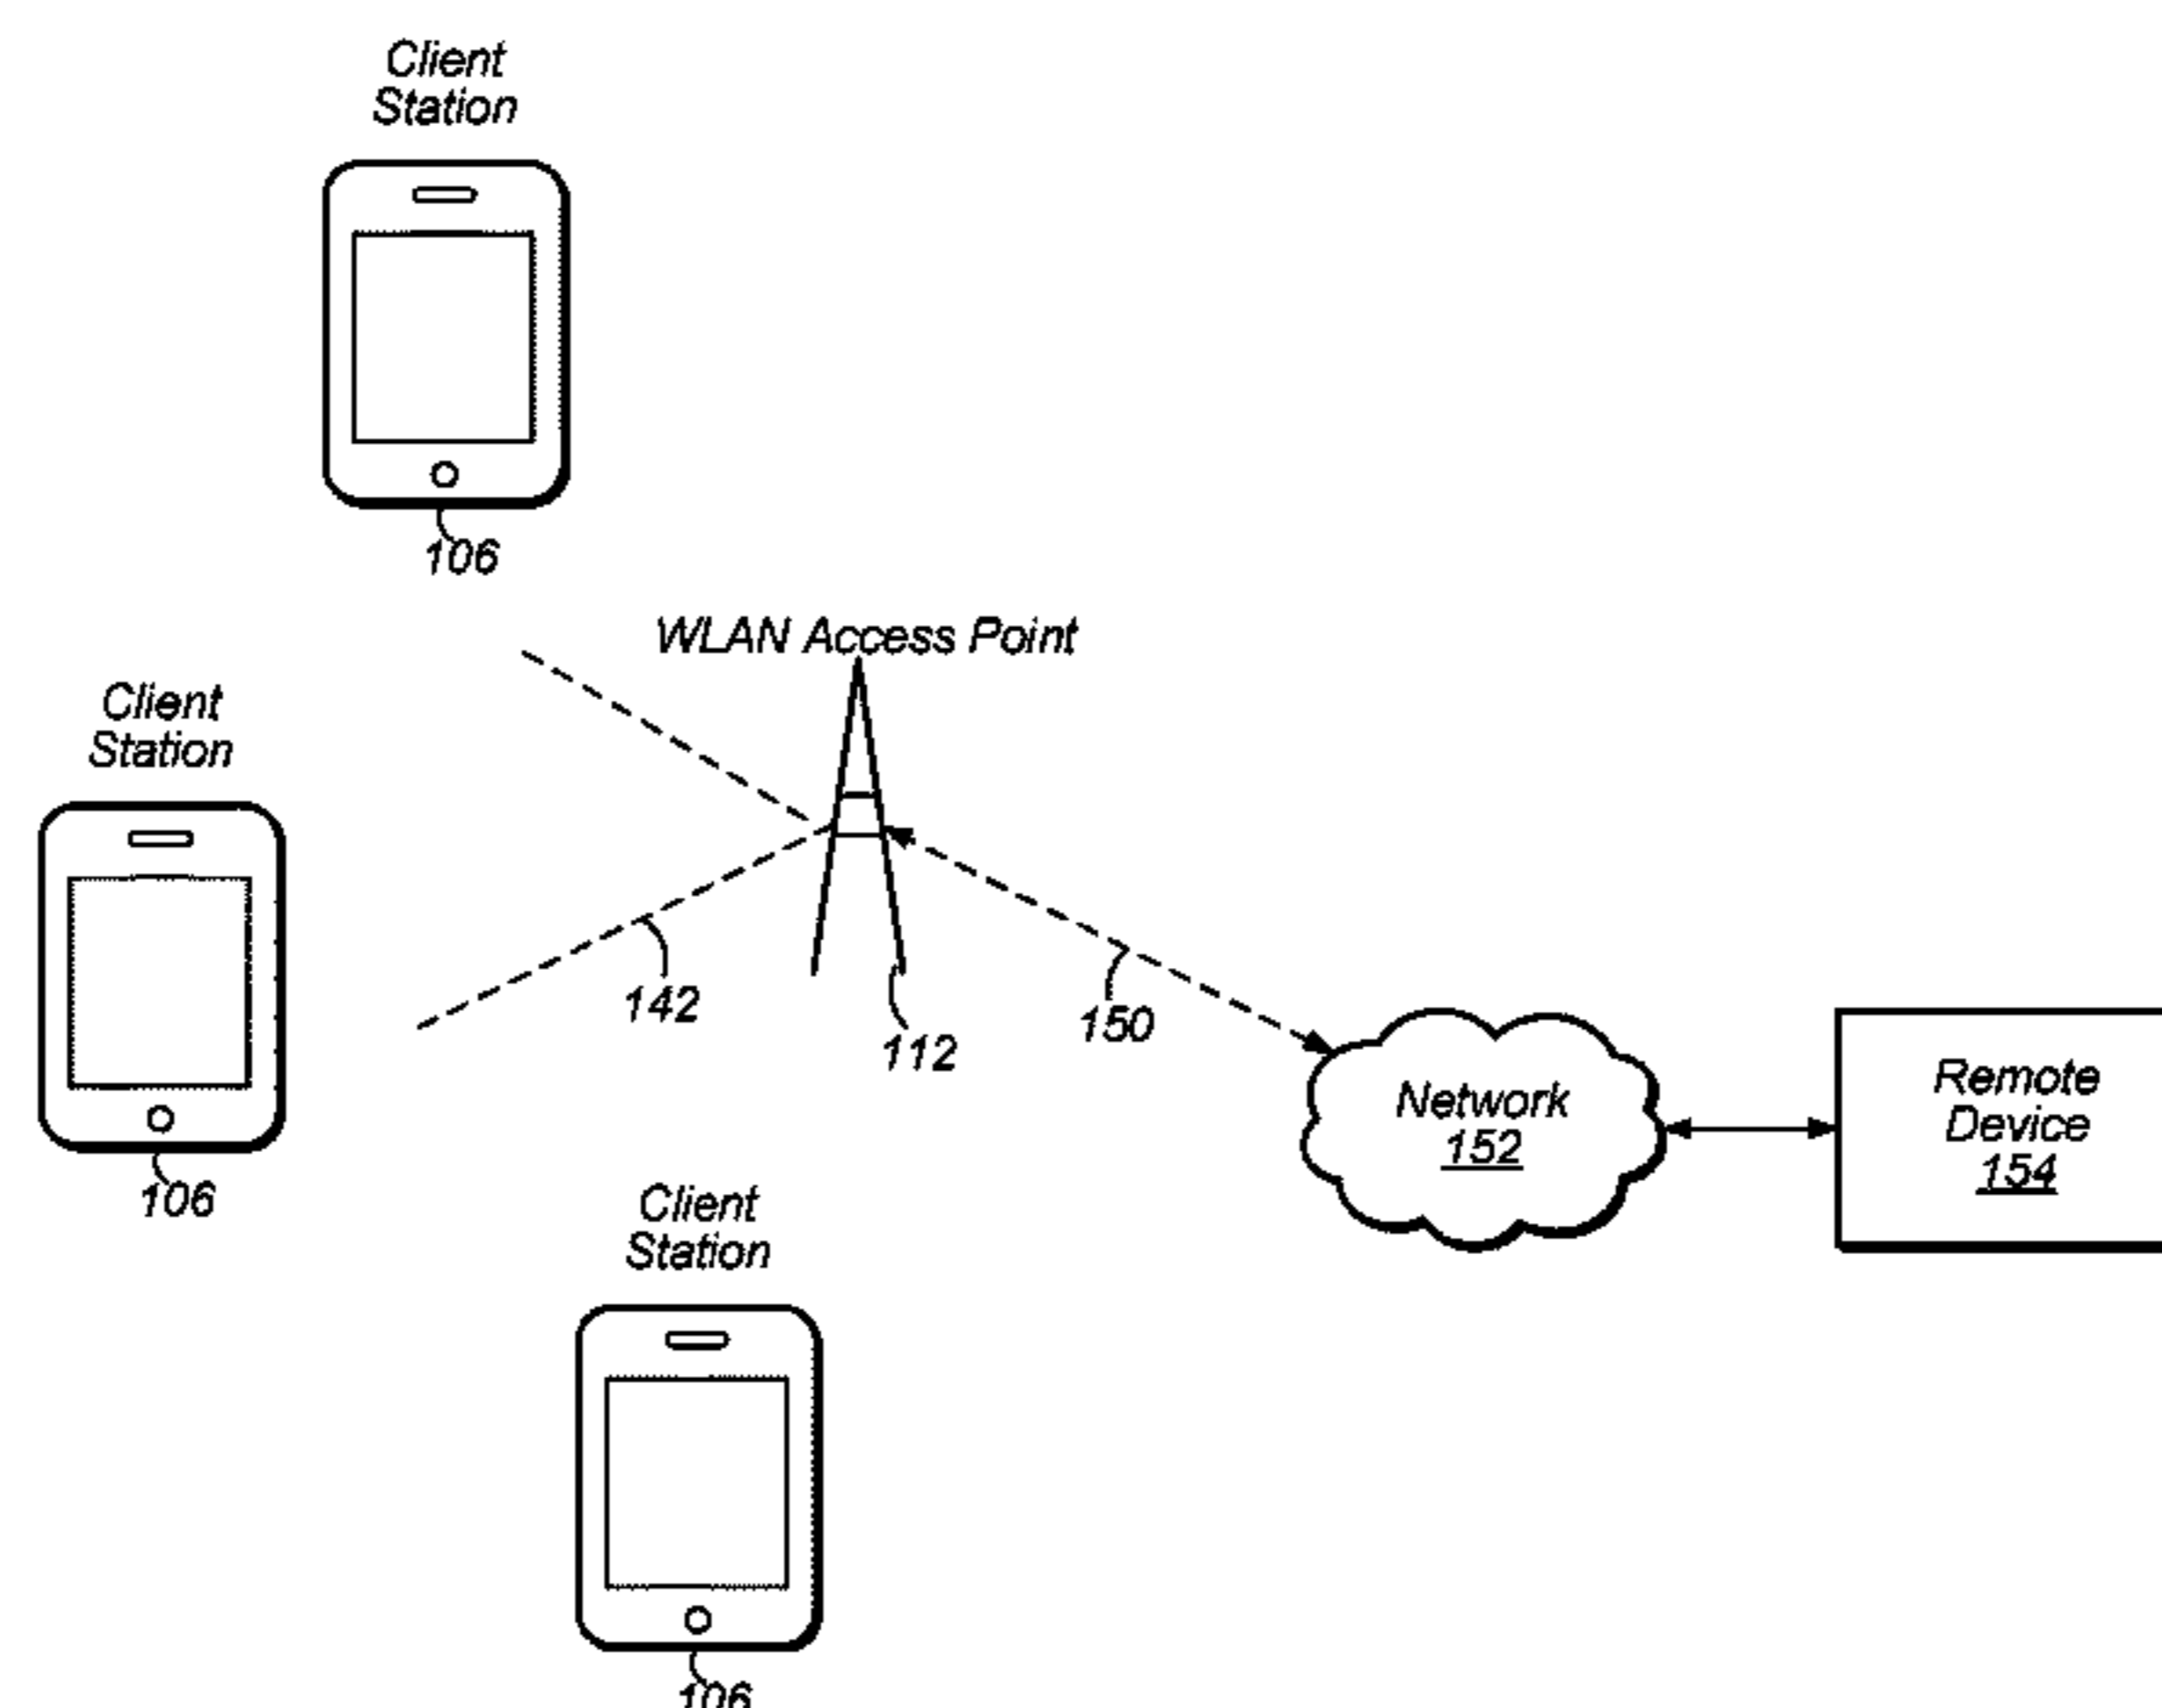 Client
Station
106
WLAN Access Point
Client
Station
142
112
150
Network
152
Remote
Device
154
106
Client
Station
106